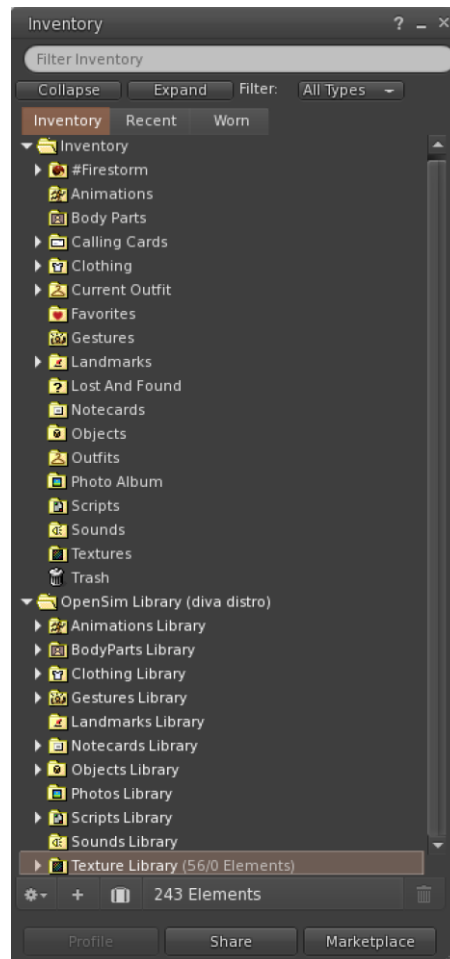 Inventory ? _ ×
Filter Inventory
Collapse Expand Filter: All Types
Inventory Recent Worn
Inventory
#Firestorm
Animations
Body Parts
Calling Cards
Clothing
Current Outfit
Favorites
Gestures
Landmarks
Lost And Found
Notecards
Objects
Outfits
Photo Album
Scripts
Sounds
Textures
Trash
OpenSim Library (diva distro)
Animations Library
BodyParts Library
Clothing Library
Gestures Library
Landmarks Library
Notecards Library
Objects Library
Photos Library
Scripts Library
Sounds Library
Texture Library (56/0 Elements)
243 Elements
Profile Share Marketplace